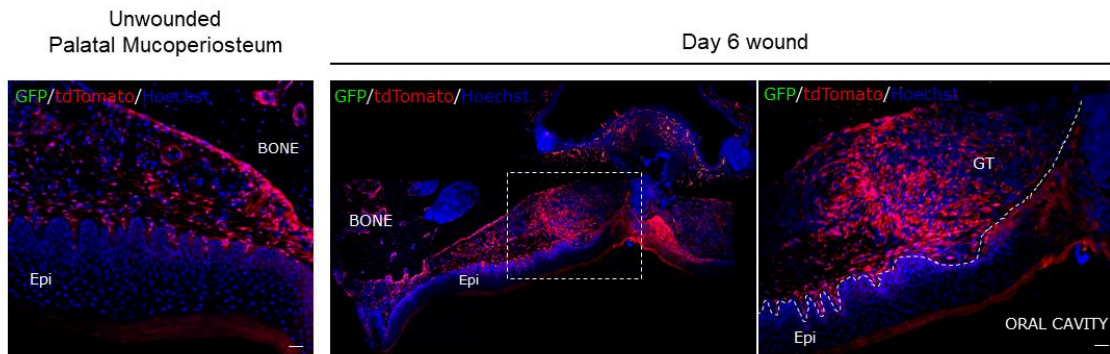 Unwounded
Palatal Mucoperiosteum
Day 6 wound
GFP/tdTomato/Hoechst
BONE
Epi
GFP/tdTomato/Hoechst
BONE
Epi
GFP/tdTomato/Hoechst
GT
Epi
ORAL CAVITY